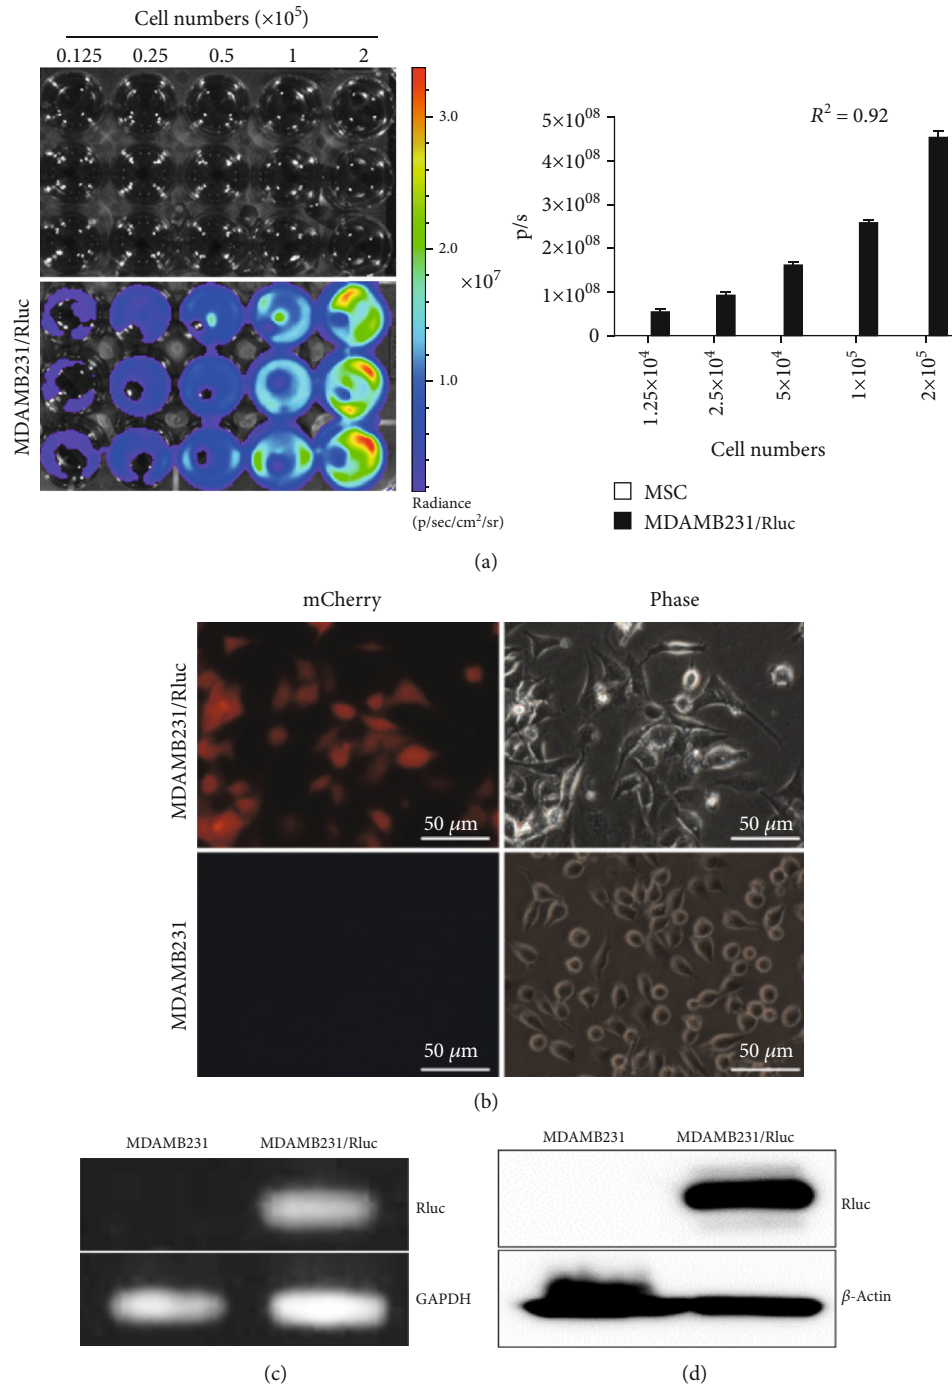 Cell numbers (×10⁵)
0.125 0.25 0.5 1 2
MDAMB231/Rluc
3.0
2.0
×10⁷
1.0
Radiance
(p/sec/cm²/sr)
R² = 0.92
p/s
5×10⁰⁸
4×10⁰⁸
3×10⁰⁸
2×10⁰⁸
1×10⁰⁸
0
1.25×10⁴
2.5×10⁴
5×10⁴
1×10⁵
2×10⁵
Cell numbers
MSC
MDAMB231/Rluc
(a)
mCherry Phase
MDAMB231/Rluc
50 μm 50 μm
MDAMB231
50 μm 50 μm
(b)
MDAMB231 MDAMB231/Rluc
Rluc
GAPDH
(c)
MDAMB231 MDAMB231/Rluc
Rluc
β-Actin
(d)